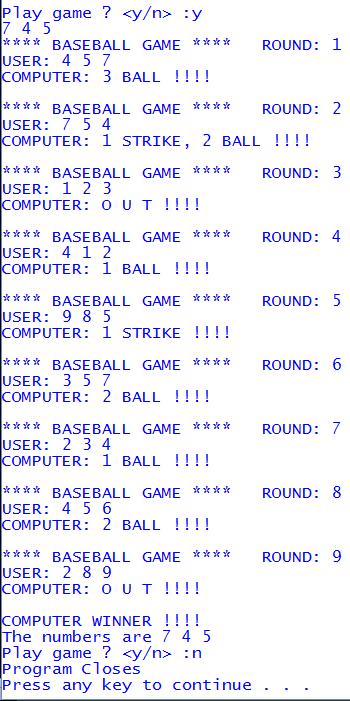 Play game ? <y/n> :y
7 4 5
**** BASEBALL GAME **** ROUND: 1
USER: 4 5 7
COMPUTER: 3 BALL !!!!
**** BASEBALL GAME **** ROUND: 2
USER: 7 5 4
COMPUTER: 1 STRIKE, 2 BALL !!!!
**** BASEBALL GAME **** ROUND: 3
USER: 1 2 3
COMPUTER: O U T !!!!
**** BASEBALL GAME **** ROUND: 4
USER: 4 1 2
COMPUTER: 1 BALL !!!!
**** BASEBALL GAME **** ROUND: 5
USER: 9 8 5
COMPUTER: 1 STRIKE !!!!
**** BASEBALL GAME **** ROUND: 6
USER: 3 5 7
COMPUTER: 2 BALL !!!!
**** BASEBALL GAME **** ROUND: 7
USER: 2 3 4
COMPUTER: 1 BALL !!!!
**** BASEBALL GAME **** ROUND: 8
USER: 4 5 6
COMPUTER: 2 BALL !!!!
**** BASEBALL GAME **** ROUND: 9
USER: 2 8 9
COMPUTER: O U T !!!!
COMPUTER WINNER !!!!
The numbers are 7 4 5
Play game ? <y/n> :n
Program Closes
Press any key to continue . . .